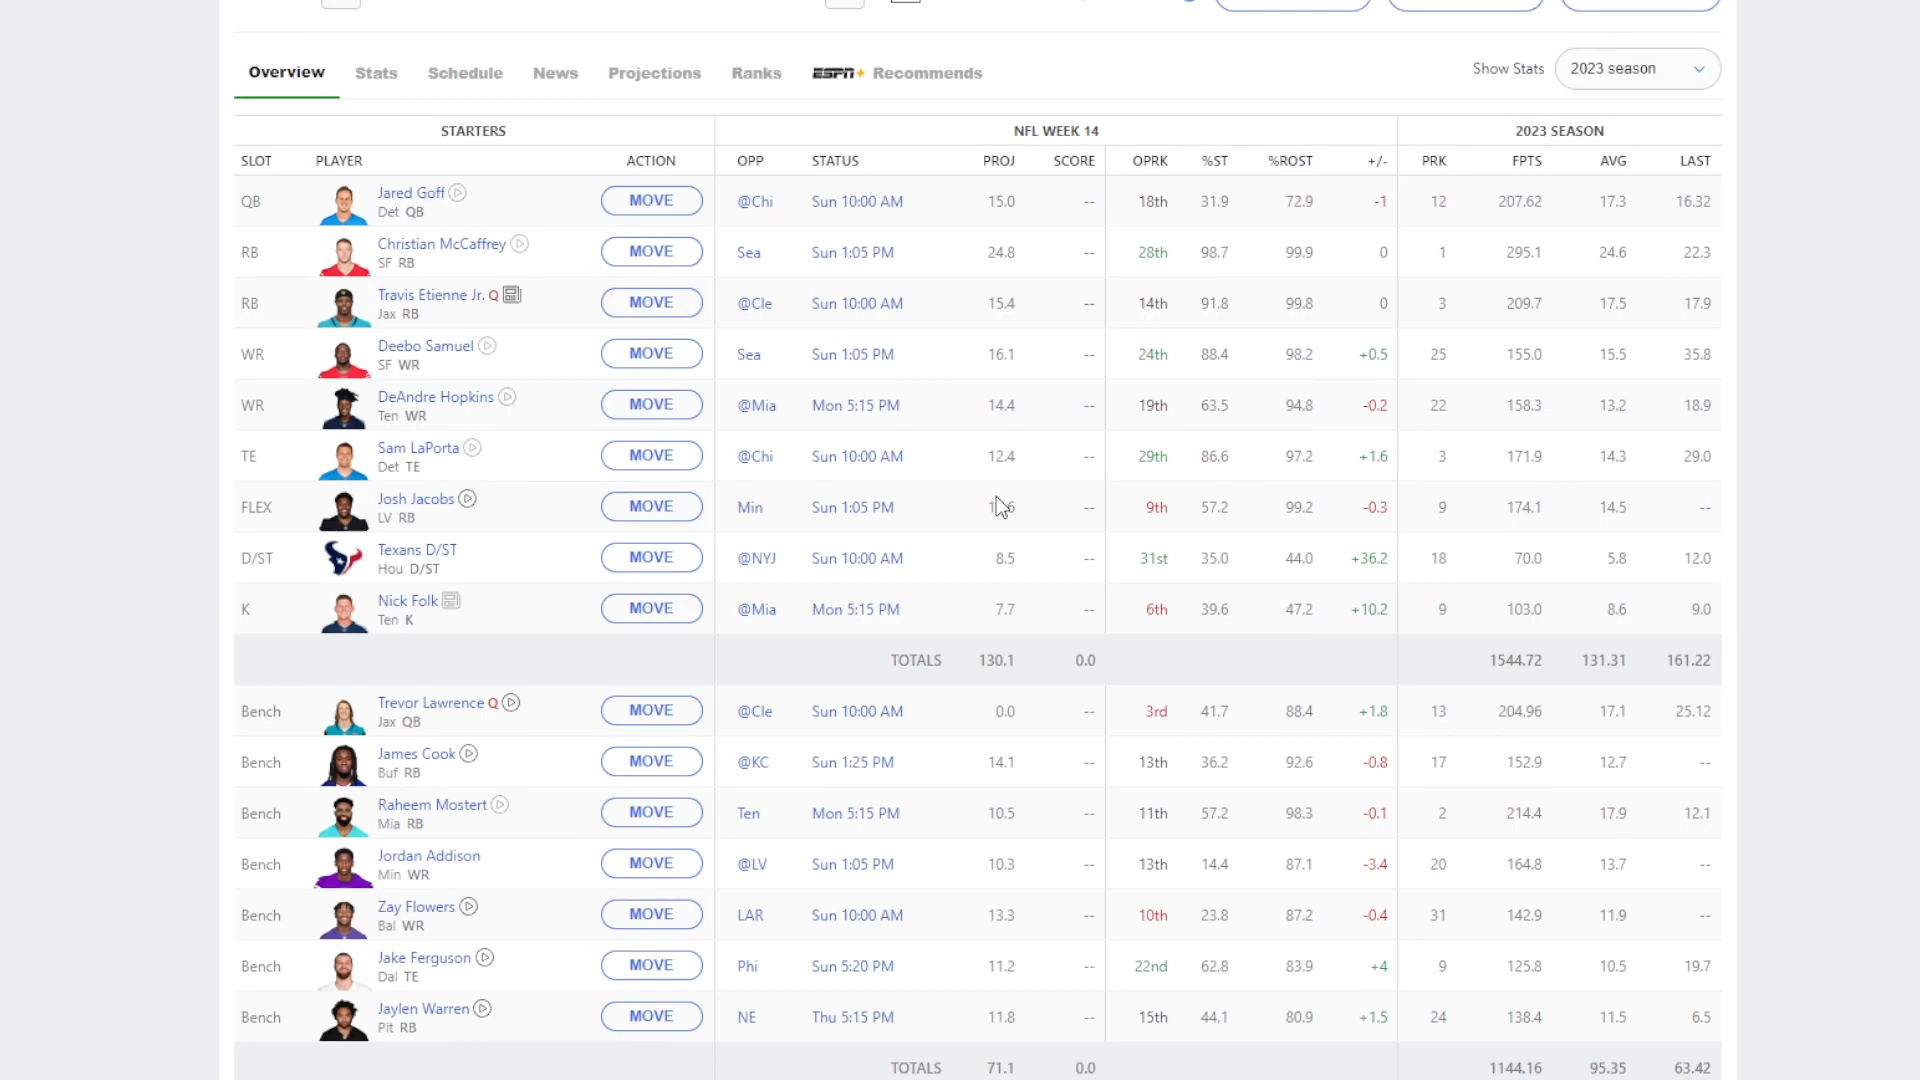 Overview Stats Schedule News Projections Ranks ESPN+ Recommends Show Stats 2023 season
STARTERS NFL WEEK 14 2023 SEASON
SLOT PLAYER ACTION OPP STATUS PROJ SCORE OPRK %ST %ROST +/- PRK FPTS AVG LAST
QB Jared Goff Det QB MOVE @Chi Sun 10:00 AM 15.0 -- 18th 31.9 72.9 -1 12 207.62 17.3 16.32
RB Christian McCaffrey SF RB MOVE Sea Sun 1:05 PM 24.8 -- 28th 98.7 99.9 0 1 295.1 24.6 22.3
RB Travis Etienne Jr. Q Jax RB MOVE @Cle Sun 10:00 AM 15.4 -- 14th 91.8 99.8 0 3 209.7 17.5 17.9
WR Deebo Samuel SF WR MOVE Sea Sun 1:05 PM 16.1 -- 24th 88.4 98.2 +0.5 25 155.0 15.5 35.8
WR DeAndre Hopkins Ten WR MOVE @Mia Mon 5:15 PM 14.4 -- 19th 63.5 94.8 -0.2 22 158.3 13.2 18.9
TE Sam LaPorta Det TE MOVE @Chi Sun 10:00 AM 12.4 -- 29th 86.6 97.2 +1.6 3 171.9 14.3 29.0
FLEX Josh Jacobs LV RB MOVE Min Sun 1:05 PM -- 9th 57.2 99.2 -0.3 9 174.1 14.5 --
D/ST Texans D/ST Hou D/ST MOVE @NYJ Sun 10:00 AM 8.5 -- 31st 35.0 44.0 +36.2 18 70.0 5.8 12.0
K Nick Folk Ten K MOVE @Mia Mon 5:15 PM 7.7 -- 6th 39.6 47.2 +10.2 9 103.0 8.6 9.0
TOTALS 130.1 0.0 1544.72 131.31 161.22
Bench Trevor Lawrence Q Jax QB MOVE @Cle Sun 10:00 AM 0.0 -- 3rd 41.7 88.4 +1.8 13 204.96 17.1 25.12
Bench James Cook Buf RB MOVE @KC Sun 1:25 PM 14.1 -- 13th 36.2 92.6 -0.8 17 152.9 12.7 --
Bench Raheem Mostert Mia RB MOVE Ten Mon 5:15 PM 10.5 -- 11th 57.2 98.3 -0.1 2 214.4 17.9 12.1
Bench Jordan Addison Min WR MOVE @LV Sun 1:05 PM 10.3 -- 13th 14.4 87.1 -3.4 20 164.8 13.7 --
Bench Zay Flowers Bal WR MOVE LAR Sun 10:00 AM 13.3 -- 10th 23.8 87.2 -0.4 31 142.9 11.9 --
Bench Jake Ferguson Dal TE MOVE Phi Sun 5:20 PM 11.2 -- 22nd 62.8 83.9 +4 9 125.8 10.5 19.7
Bench Jaylen Warren Pit RB MOVE NE Thu 5:15 PM 11.8 -- 15th 44.1 80.9 +1.5 24 138.4 11.5 6.5
TOTALS 71.1 0.0 1144.16 95.35 63.42